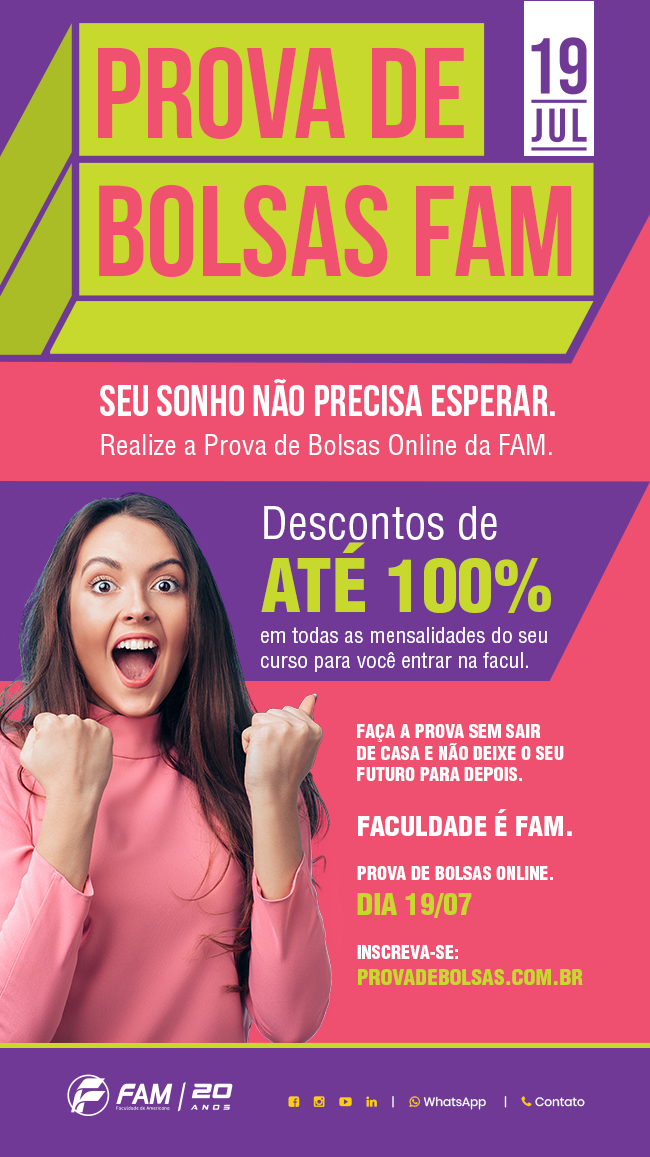 PROVA DE
19
JUL
BOLSAS FAM
SEU SONHO NÃO PRECISA ESPERAR.
Realize a Prova de Bolsas Online da FAM.
Descontos de
ATÉ 100%
em todas as mensalidades do seu
curso para você entrar na facul.
FAÇA A PROVA SEM SAIR
DE CASA E NÃO DEIXE O SEU
FUTURO PARA DEPOIS.
FACULDADE É FAM.
PROVA DE BOLSAS ONLINE.
DIA 19/07
INSCREVA-SE:
PROVADEBOLSAS.COM.BR
FAM | 20
Faculdade de Americana ANOS
| WhatsApp | Contato